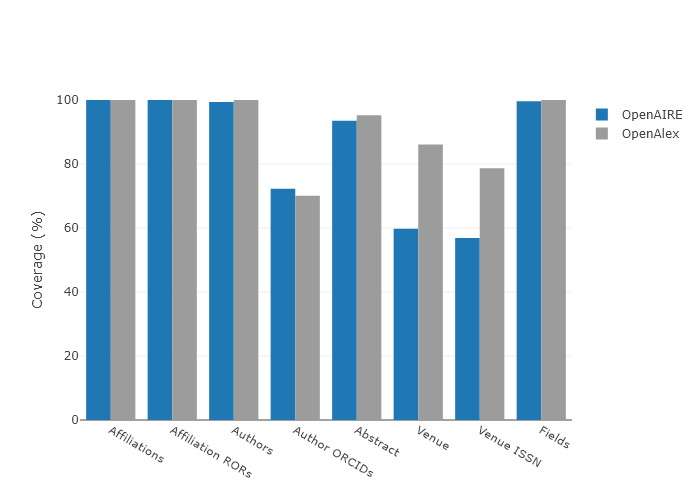 100
80
60
40
20
0
Coverage (%)
Affiliations
Affiliation RORs
Authors
Author ORCIDs
Abstract
Venue
Venue ISSN
Fields
OpenAIRE
OpenAlex